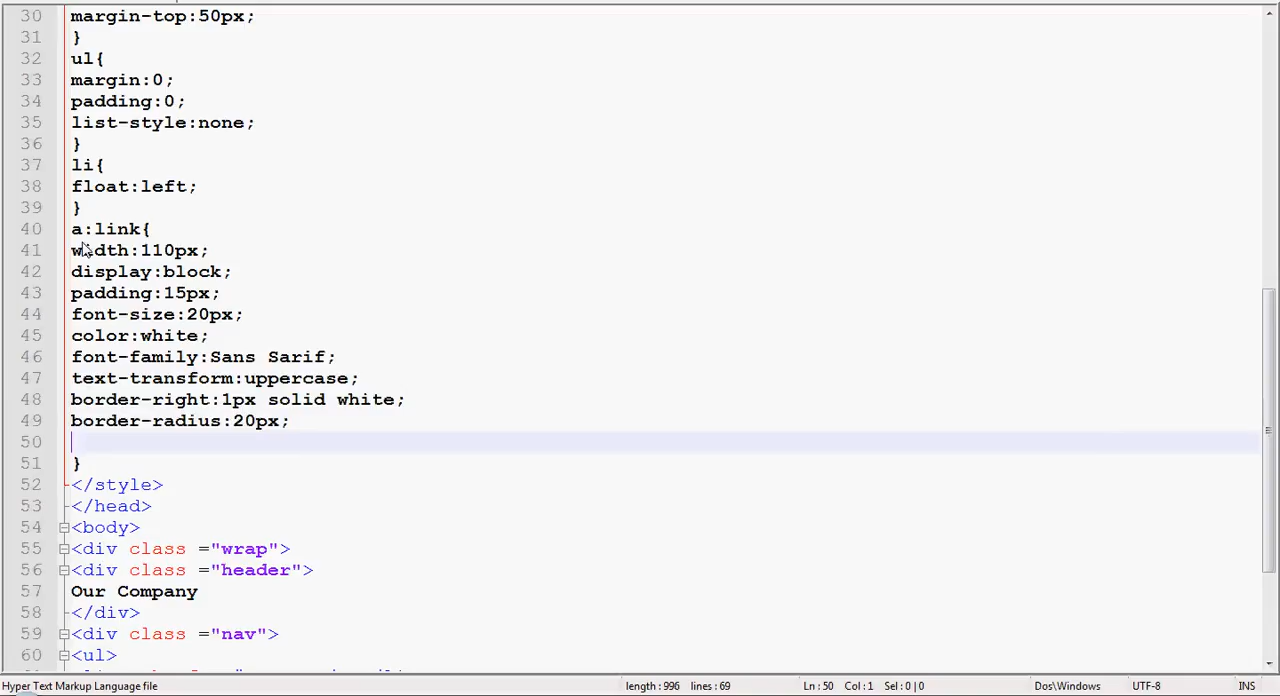 30 margin-top:50px;
31 }
32 ul{
33 margin:0;
34 padding:0;
35 list-style:none;
36 }
37 li{
38 float:left;
39 }
40 a:link{
41 width:110px;
42 display:block;
43 padding:15px;
44 font-size:20px;
45 color:white;
46 font-family:Sans Sarif;
47 text-transform:uppercase;
48 border-right:1px solid white;
49 border-radius:20px;
50
51 }
52 </style>
53 </head>
54 <body>
55 <div class ="wrap">
56 <div class ="header">
57 Our Company
58 </div>
59 <div class ="nav">
60 <ul>
Hyper Text Markup Language file length : 996 lines : 69 Ln : 50 Col : 1 Sel : 0 | 0 Dos\Windows UTF-8 INS